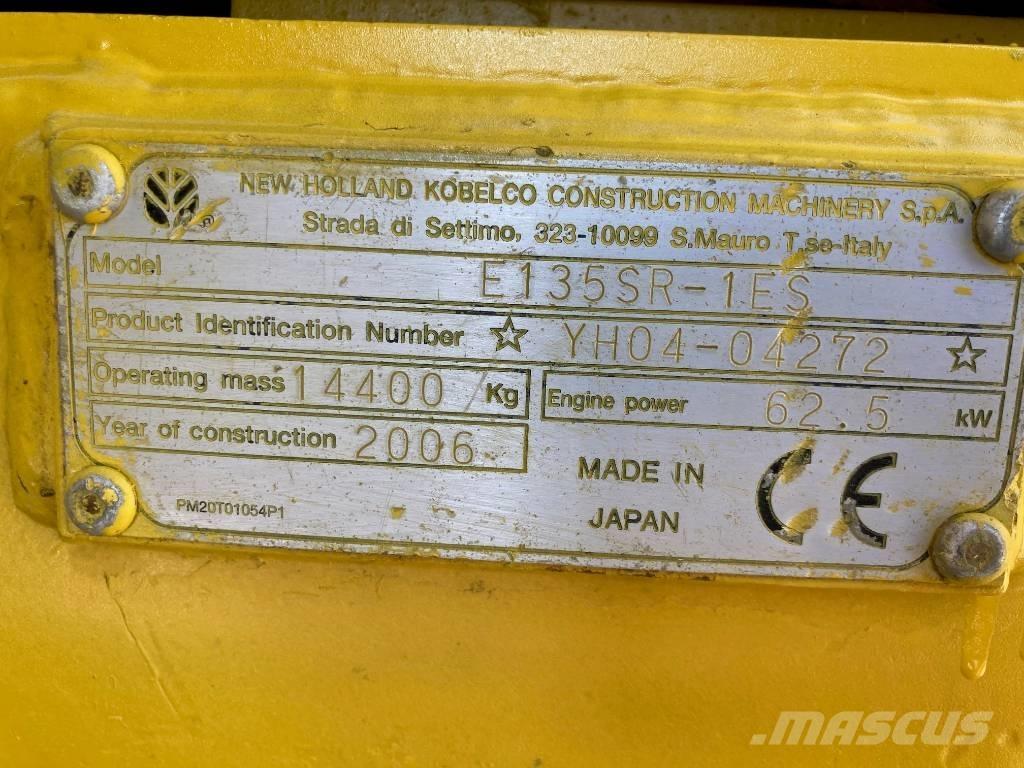 NEW HOLLAND KOBELCO CONSTRUCTION MACHINERY S.p.A.
Strada di Settimo, 323-10099 S.Mauro T.se-Italy
Model E135SR-1ES
Product Identification Number ☆ YH04-04272 ☆
Operating mass 14400/Kg Engine power 62.5 kW
Year of construction 2006
MADE IN
JAPAN
CE
PM20T01054P1
MASCUS